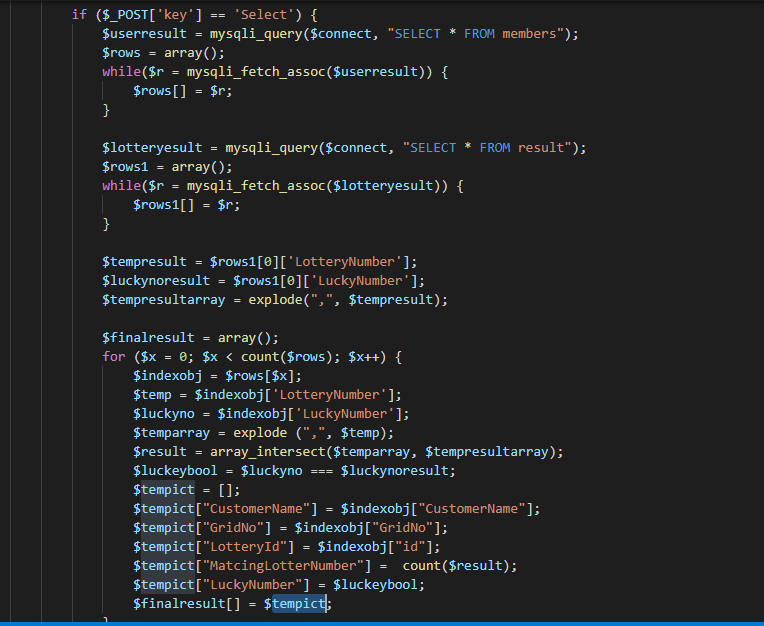 if ($_POST['key'] == 'Select') {
$userresult = mysqli_query($connect, "SELECT * FROM members");
$rows = array();
while($r = mysqli_fetch_assoc($userresult)) {
$rows[] = $r;
}
$lotteryesult = mysqli_query($connect, "SELECT * FROM result");
$rows1 = array();
while($r = mysqli_fetch_assoc($lotteryesult)) {
$rows1[] = $r;
}
$tempresult = $rows1[0]['LotteryNumber'];
$luckynoresult = $rows1[0]['LuckyNumber'];
$tempresultarray = explode(",", $tempresult);
$finalresult = array();
for ($x = 0; $x < count($rows); $x++) {
$indexobj = $rows[$x];
$temp = $indexobj['LotteryNumber'];
$luckyno = $indexobj['LuckyNumber'];
$temparray = explode (",", $temp);
$result = array_intersect($temparray, $tempresultarray);
$luckeybool = $luckyno === $luckynoresult;
$tempict = [];
$tempict["CustomerName"] = $indexobj["CustomerName"];
$tempict["GridNo"] = $indexobj["GridNo"];
$tempict["LotteryId"] = $indexobj["id"];
$tempict["MatcingLotterNumber"] =  count($result);
$tempict["LuckyNumber"] = $luckeybool;
$finalresult[] = $tempict;
}